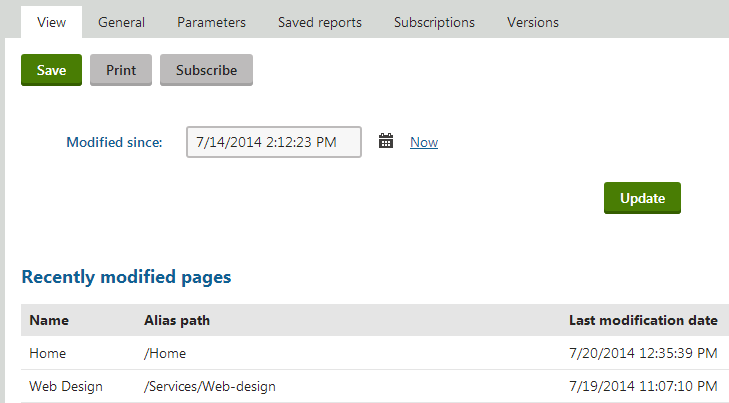 View General Parameters Saved reports Subscriptions Versions
Save Print Subscribe
Modified since: 7/14/2014 2:12:23 PM Now
Update
Recently modified pages
Name Alias path Last modification date
Home /Home 7/20/2014 12:35:39 PM
Web Design /Services/Web-design 7/19/2014 11:07:10 PM